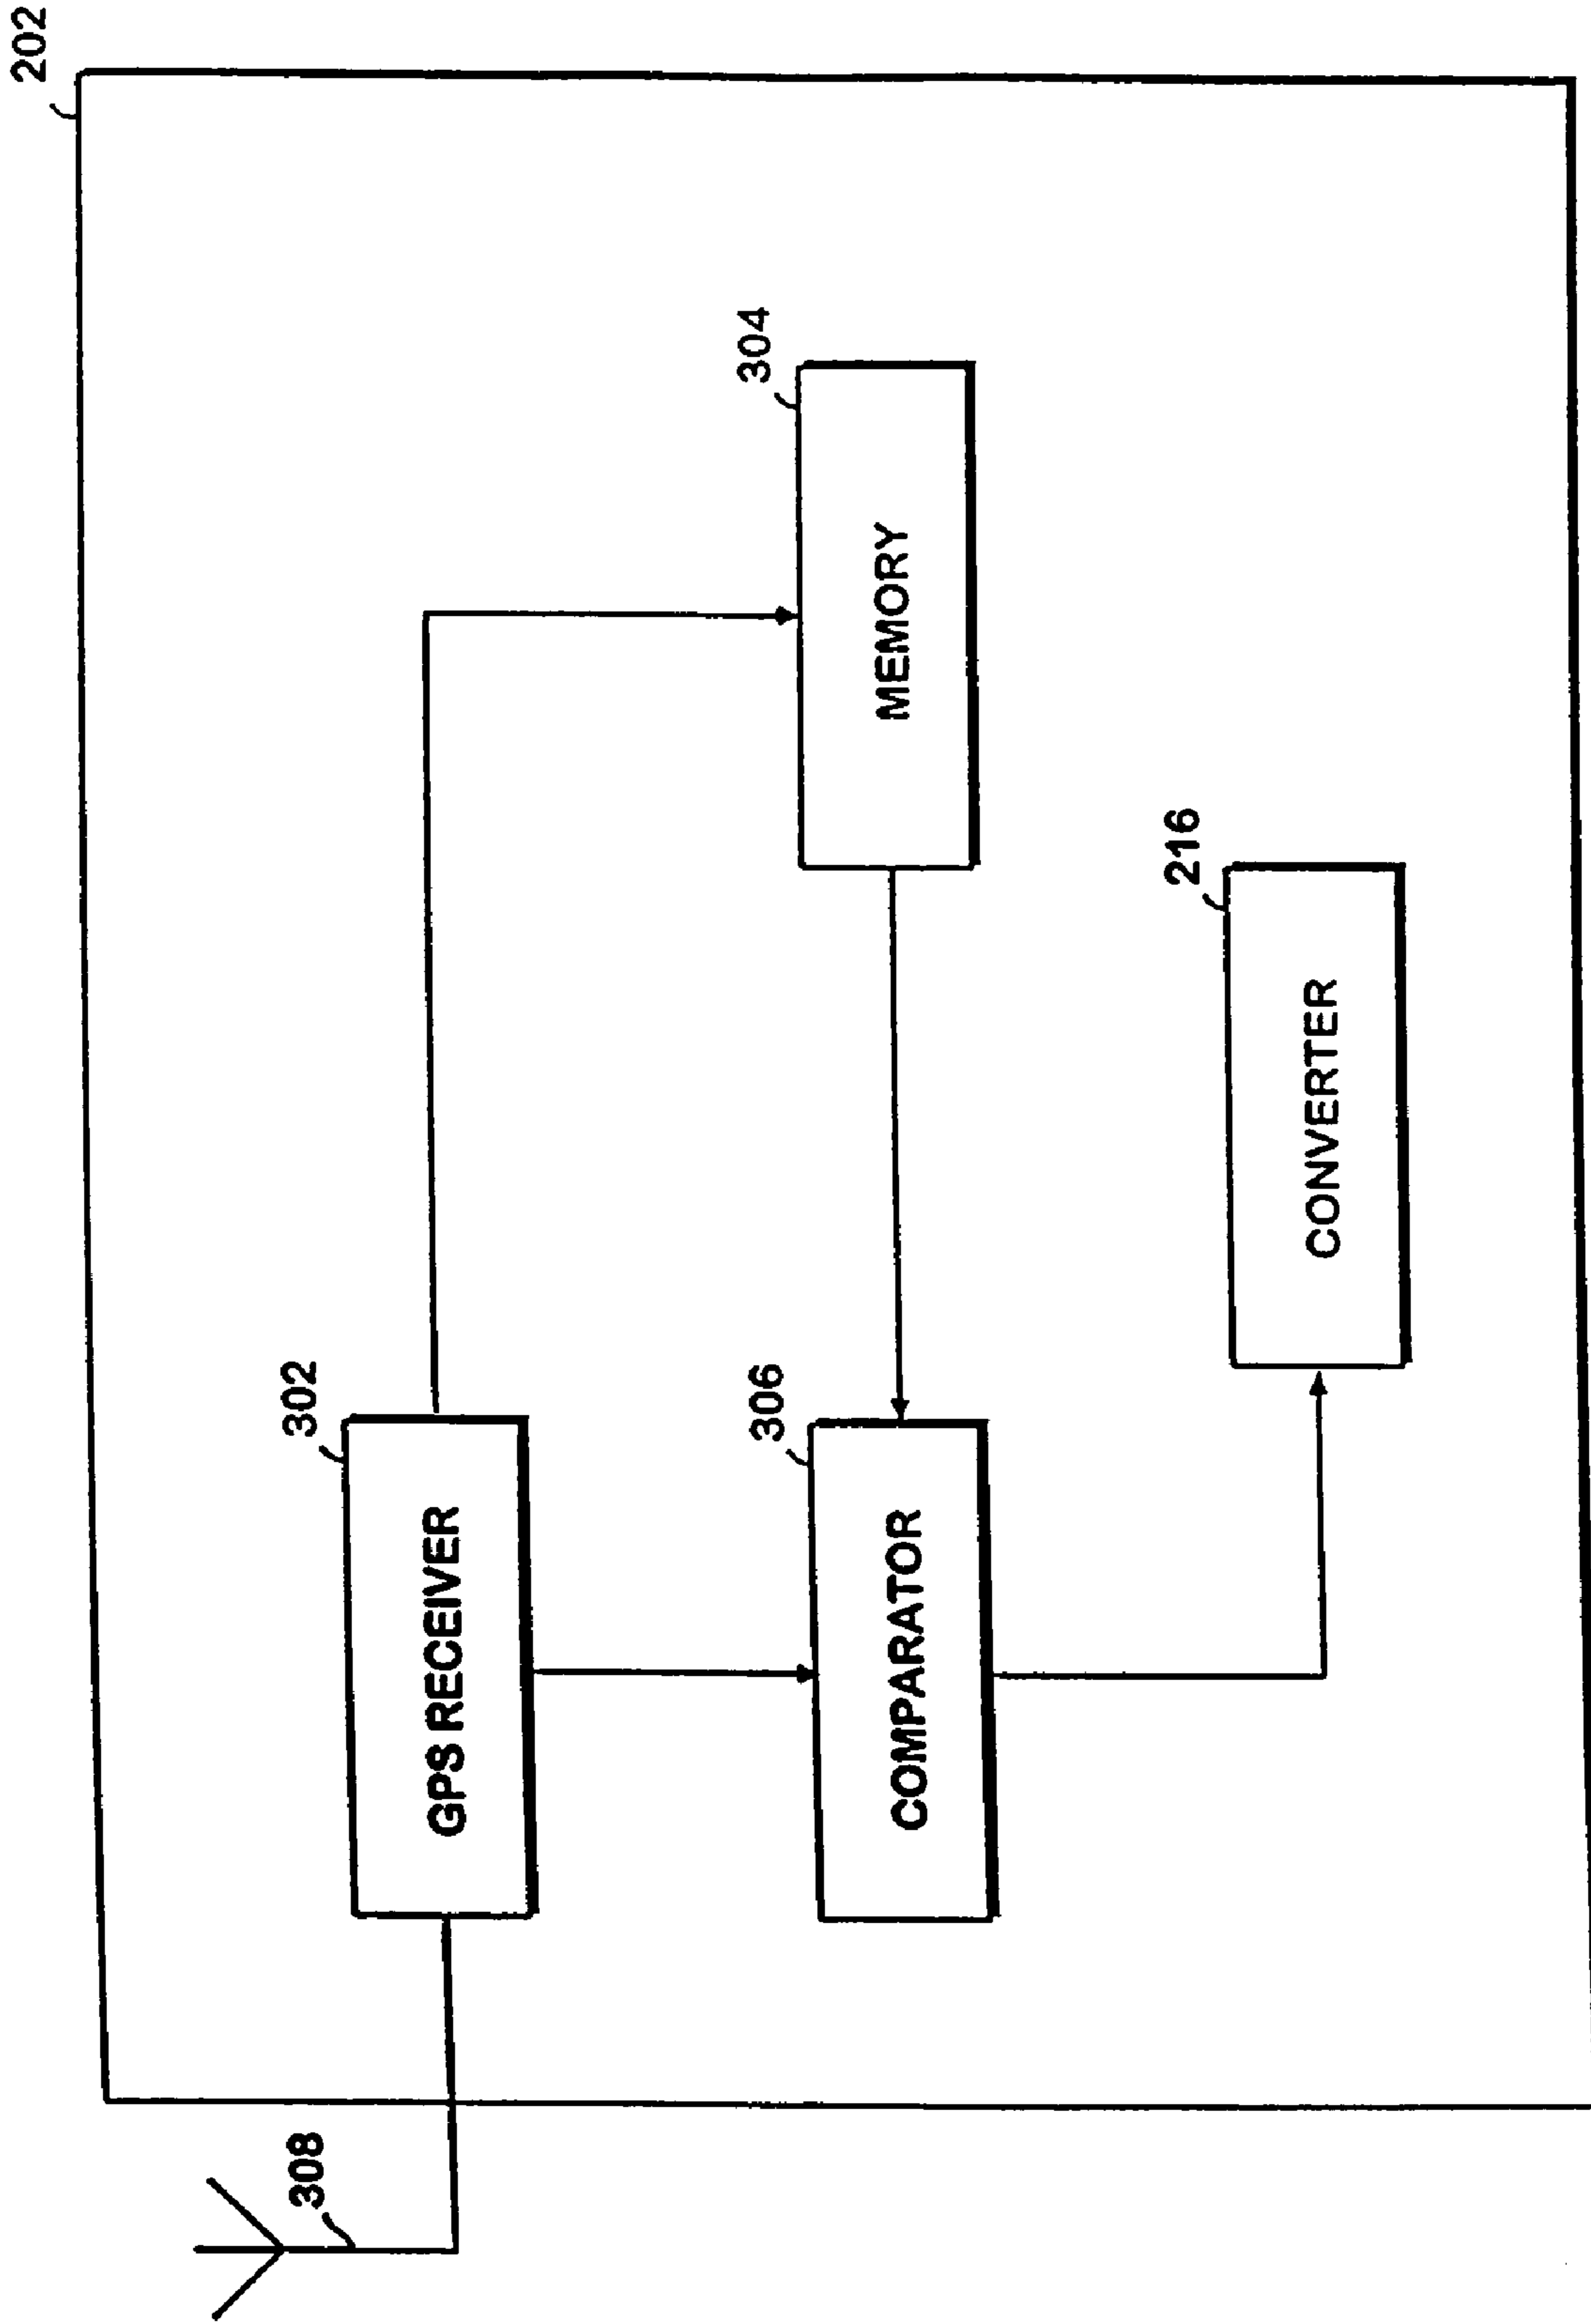 202
302
GPS RECEIVER
304
MEMORY
306
COMPARATOR
216
CONVERTER
308